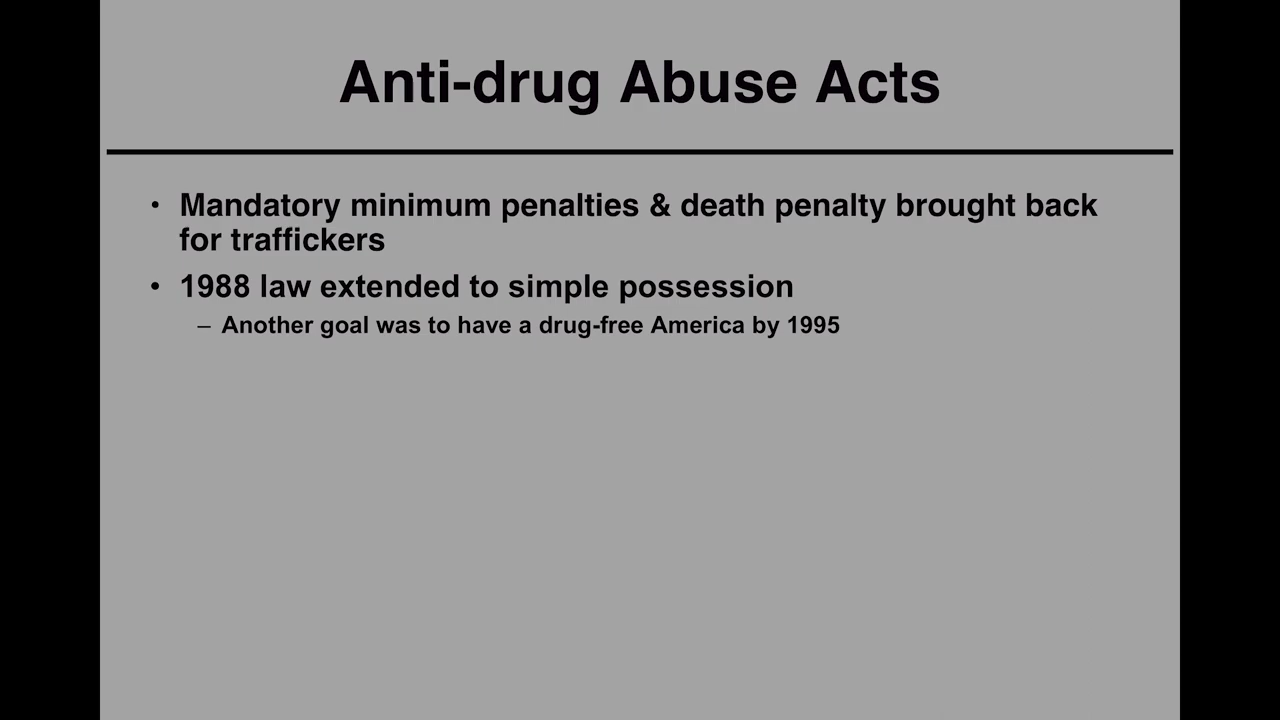 Anti-drug Abuse Acts
• Mandatory minimum penalties & death penalty brought back
for traffickers
• 1988 law extended to simple possession
– Another goal was to have a drug-free America by 1995